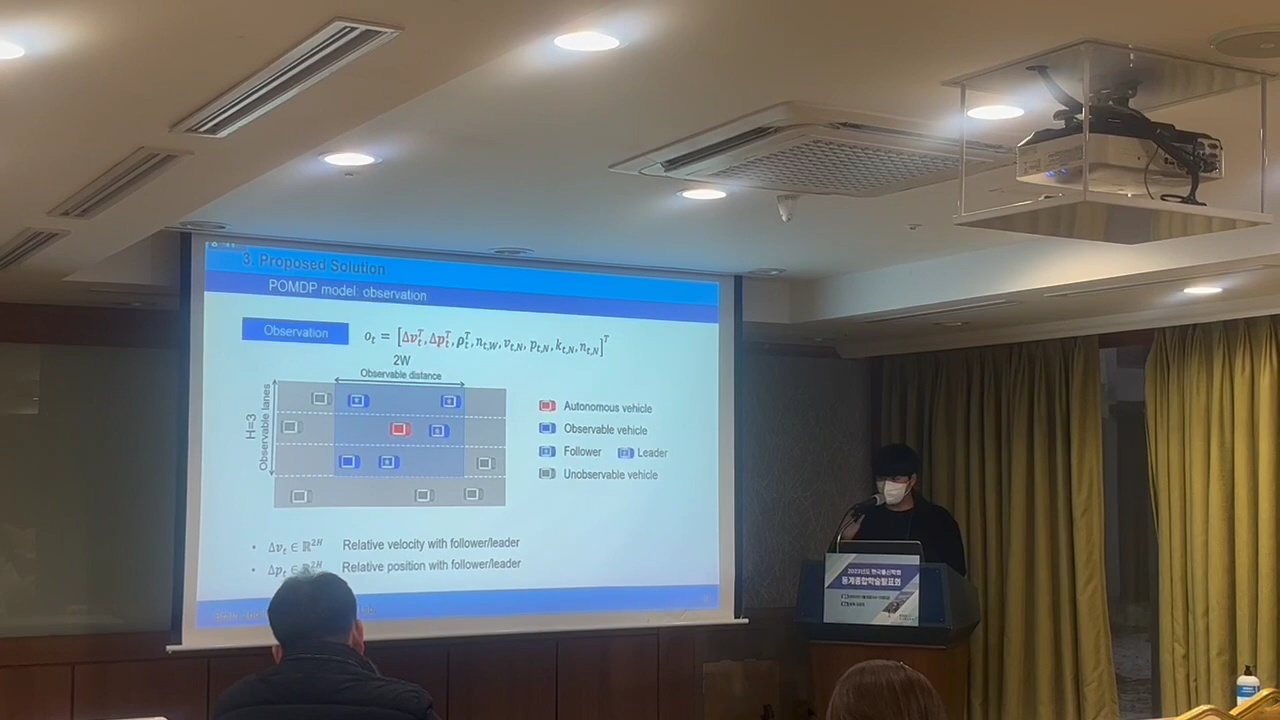 3. Proposed Solution
POMDP model: observation
Observation
o_t = [Δv_t^T, Δp_t^T, ρ_t^T, n_{t,W}, v_{t,N}, p_{t,N}, k_{t,N}, n_{t,N}]^T
2W
Observable distance
H=3
Observable lanes
Autonomous vehicle
Observable vehicle
Follower
Leader
Unobservable vehicle
• Δv_t ∈ ℝ^{2H} Relative velocity with follower/leader
• Δp_t ∈ ℝ^{2H} Relative position with follower/leader
2023년도 한국통신학회
동계종합학술발표회